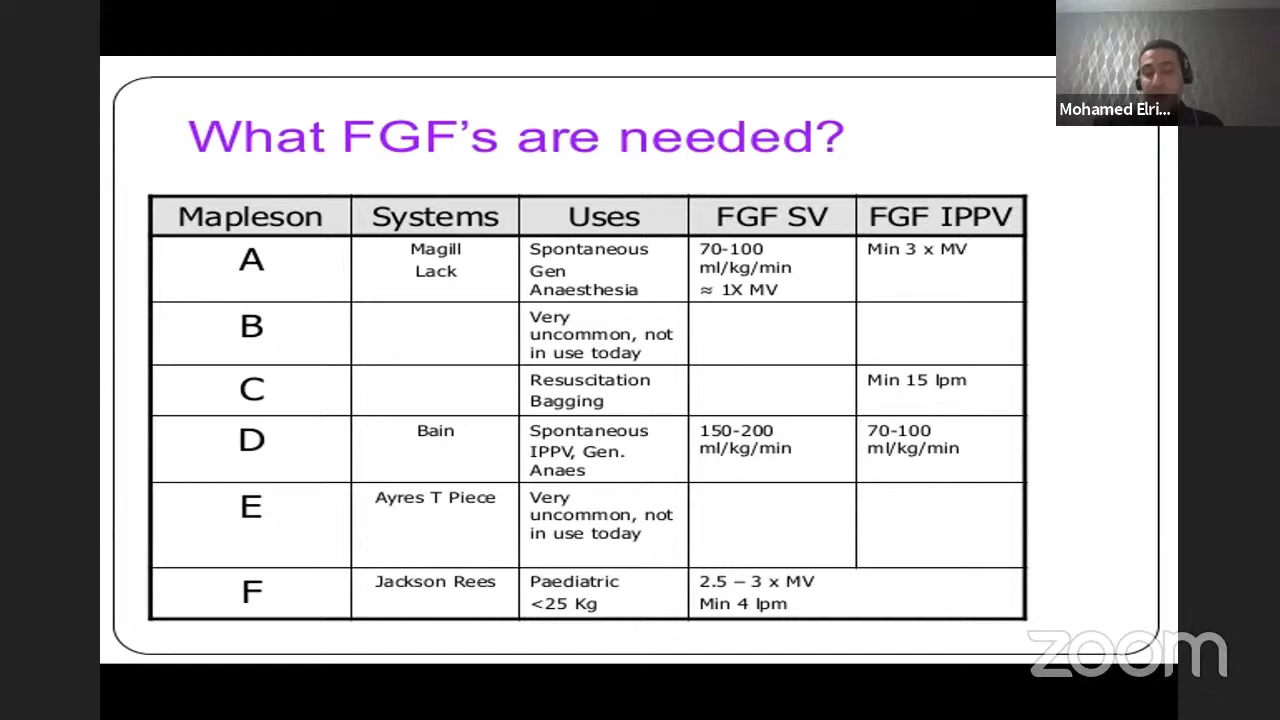 Mohamed Elri...
What FGF's are needed?
Mapleson Systems Uses FGF SV FGF IPPV
A
Magill
Lack
Spontaneous
Gen
Anaesthesia
70-100
ml/kg/min
≈ 1X MV
Min 3 x MV
B
Very
uncommon, not
in use today
C
Resuscitation
Bagging
Min 15 lpm
D
Bain
Spontaneous
IPPV, Gen.
Anaes
150-200
ml/kg/min
70-100
ml/kg/min
E
Ayres T Piece
Very
uncommon, not
in use today
F
Jackson Rees
Paediatric
<25 Kg
2.5 – 3 x MV
Min 4 lpm
zoom